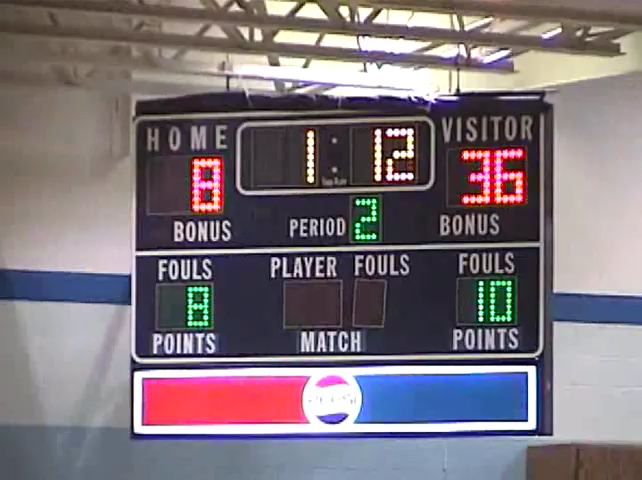 HOME 1:12 VISITOR
8 36
BONUS PERIOD 2 BONUS
FOULS PLAYER FOULS FOULS
8 10
POINTS MATCH POINTS
PEPSI